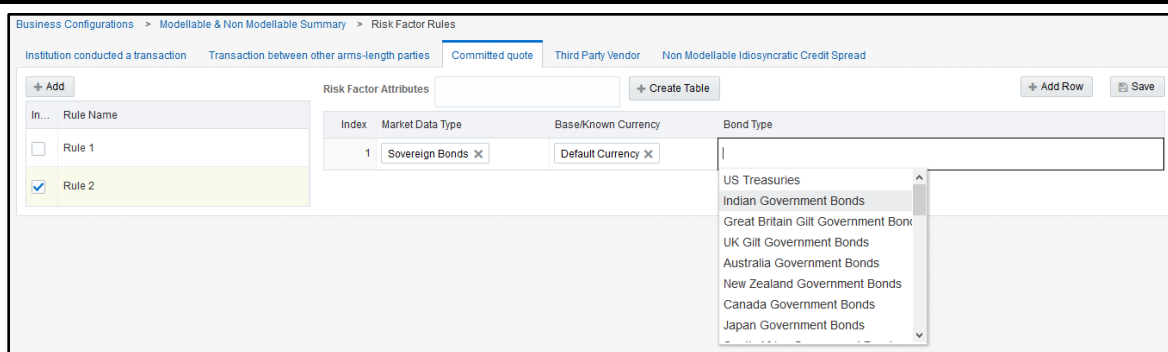 Business Configurations > Modellable & Non Modellable Summary > Risk Factor Rules
Institution conducted a transaction Transaction between other arms-length parties Committed quote Third Party Vendor Non Modellable Idiosyncratic Credit Spread
+ Add Risk Factor Attributes + Create Table + Add Row Save
In... Rule Name
Rule 1
Rule 2
Index Market Data Type Base/Known Currency Bond Type
1 Sovereign Bonds × Default Currency ×
US Treasuries
Indian Government Bonds
Great Britain Gilt Government Bond
UK Gilt Government Bonds
Australia Government Bonds
New Zealand Government Bonds
Canada Government Bonds
Japan Government Bonds